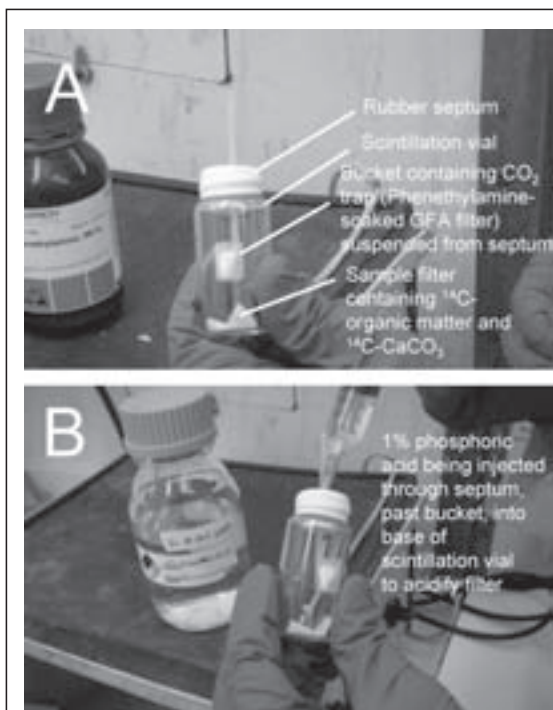 A
Rubber septum
Scintillation vial
Bucket containing CO₂
trap (Phenethylamine-
soaked GFA filter)
suspended from septum
Sample filter
containing ¹⁴C-
organic matter and
¹⁴C-CaCO₃
B
1% phosphoric
acid being injected
through septum,
past bucket, into
base of
scintillation vial
to acidify filter